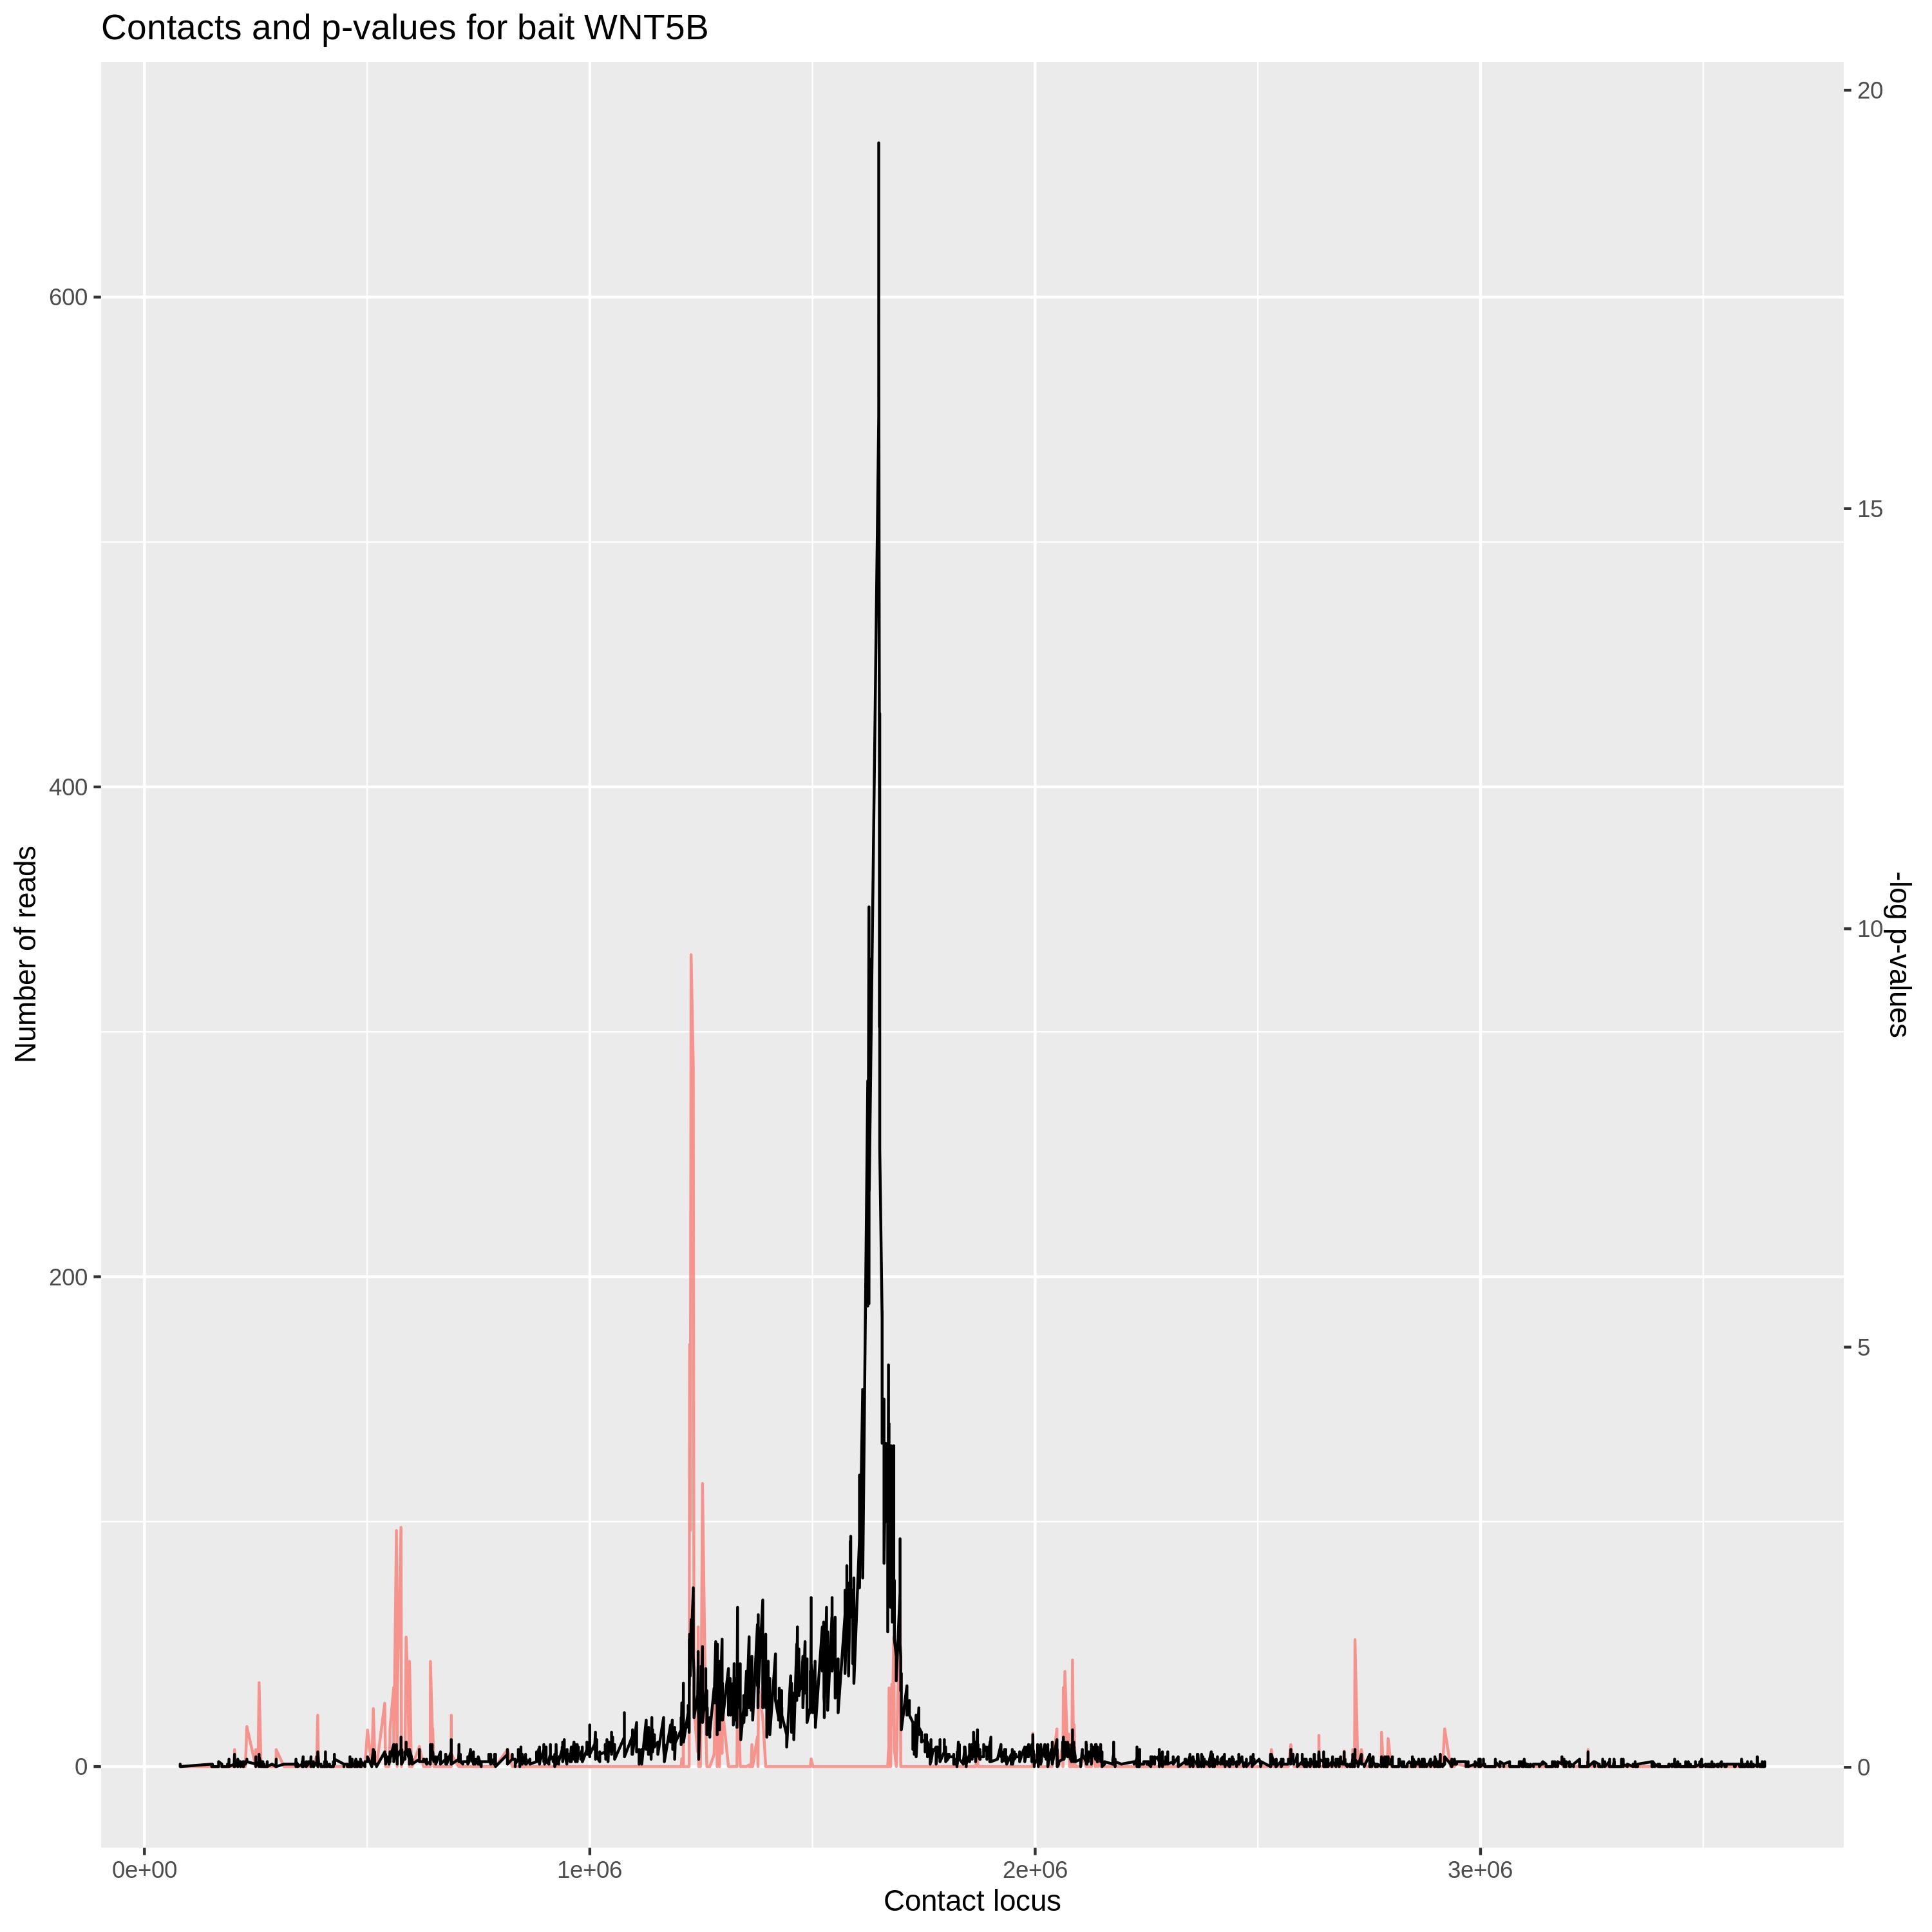 Contacts and p-values for bait WNT5B
Number of reads
600
400
200
0
20
15
10
5
0
-log p-values
0e+00 1e+06 2e+06 3e+06
Contact locus